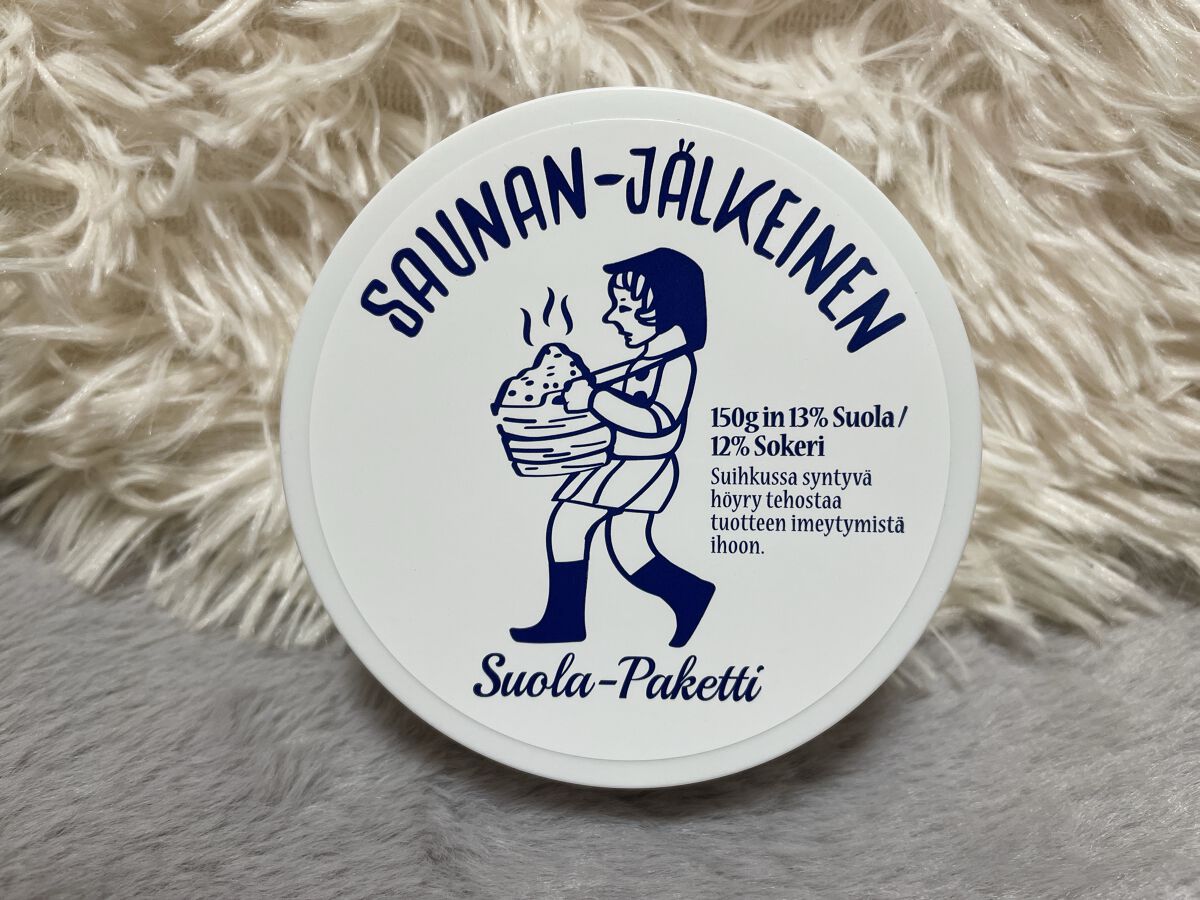 SAUNAN-JÄLKEINEN
150g in 13% Suola /
12% Sokeri
Suihkussa syntyvä
höyry tehostaa
tuotteen imeytymistä
ihoon.
Suola-Paketti